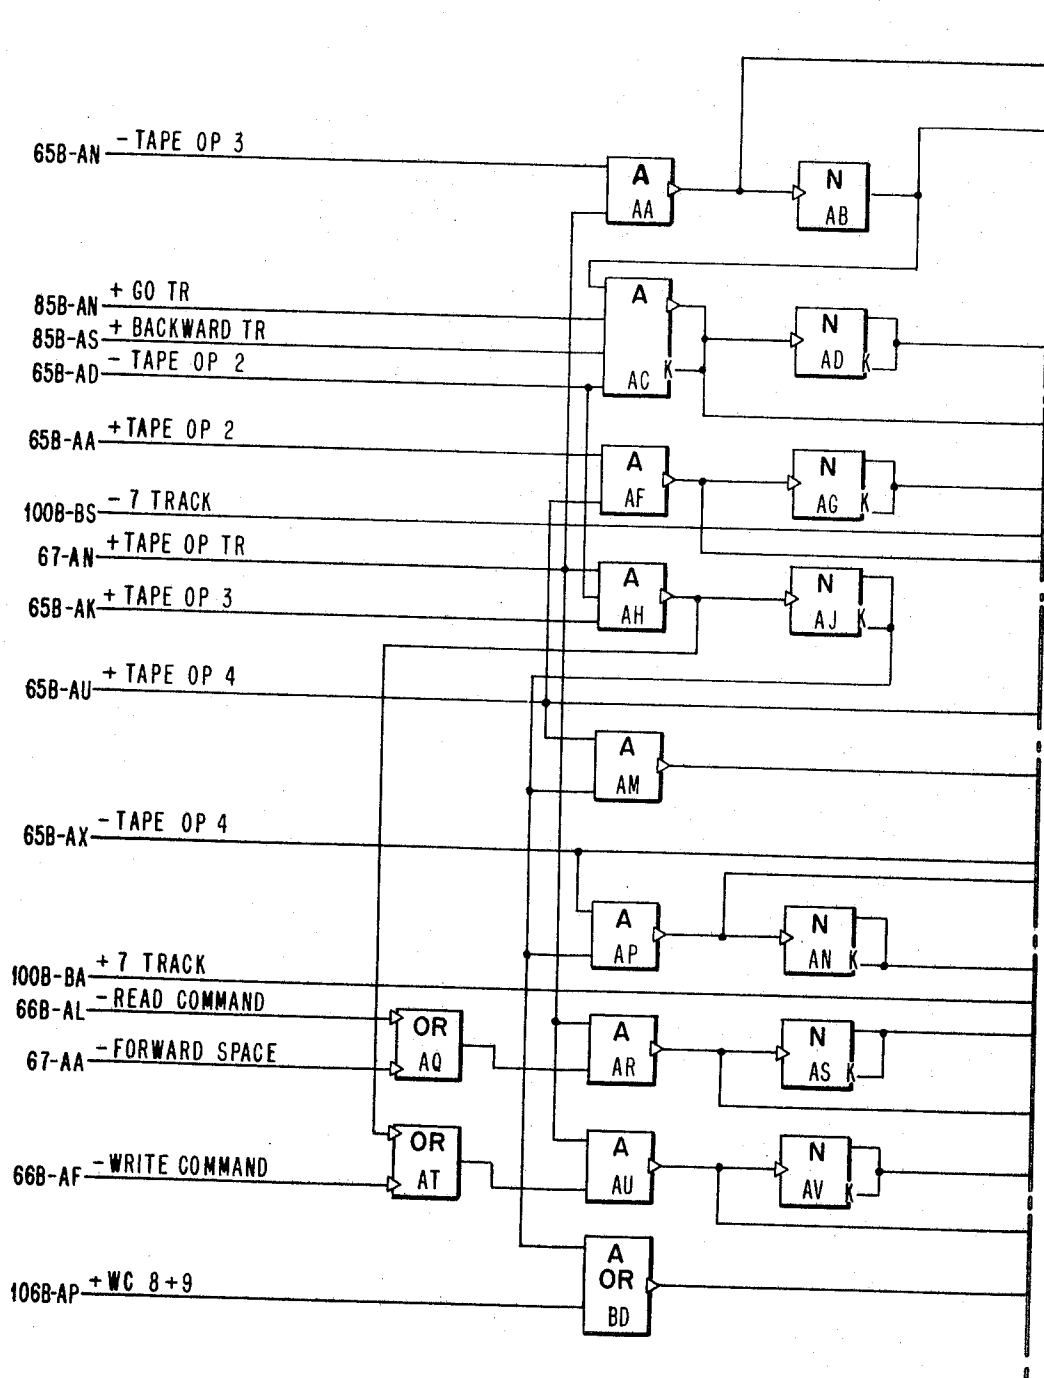 65B-AN - TAPE OP 3
A
AA
N
AB
85B-AN + GO TR
85B-AS + BACKWARD TR
65B-AD - TAPE OP 2
A
K
AC
N
AD K
65B-AA + TAPE OP 2
A
AF
N
AG K
100B-BS - 7 TRACK
67-AN + TAPE OP TR
65B-AK + TAPE OP 3
A
AH
N
AJ K
65B-AU + TAPE OP 4
A
AM
65B-AX - TAPE OP 4
A
AP
N
AN K
100B-BA + 7 TRACK
66B-AL - READ COMMAND
67-AA - FORWARD SPACE
OR
AQ
A
AR
N
AS K
66B-AF - WRITE COMMAND
OR
AT
A
AU
N
AV K
106B-AP + WC 8+9
A
OR
BD